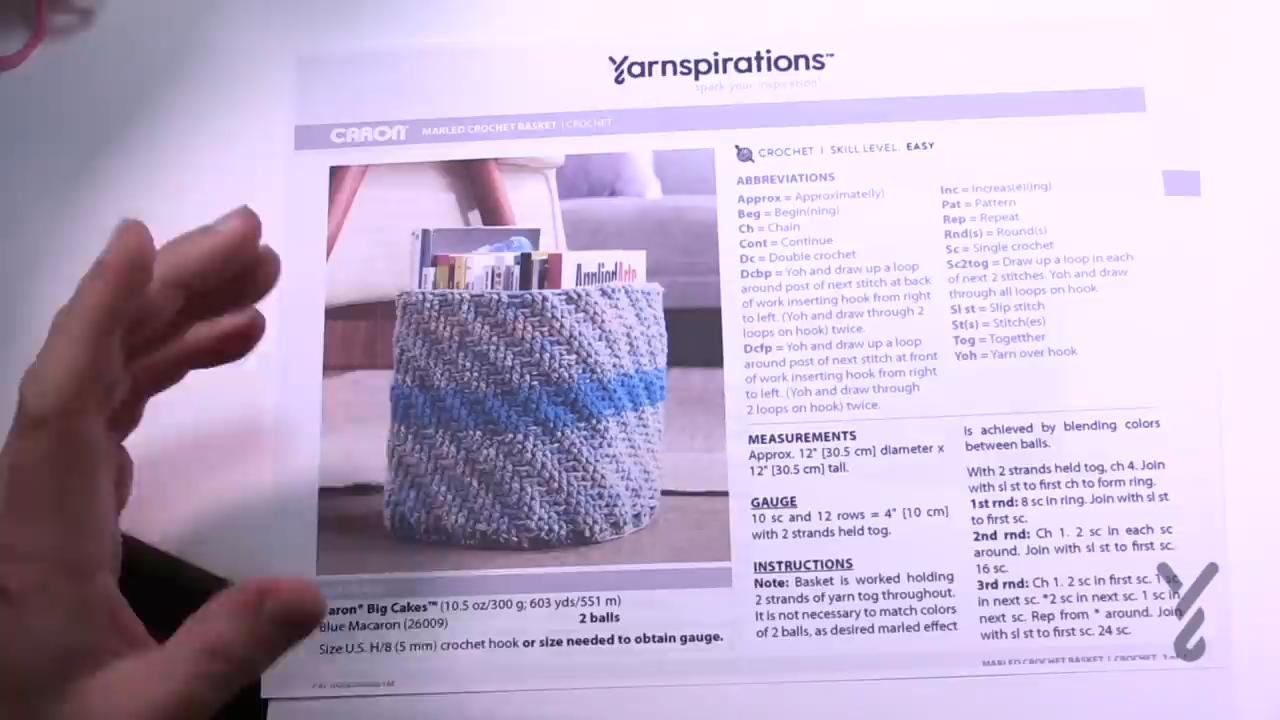 Yarnspirations™
spark your inspiration!
CARON® MARLED CROCHET BASKET | CROCHET
CROCHET | SKILL LEVEL: EASY
ABBREVIATIONS
Approx = Approximate(ly)
Beg = Begin(ning)
Ch = Chain
Cont = Continue
Dc = Double crochet
Dcbp = Yoh and draw up a loop
around post of next stitch at back
of work inserting hook from right
to left. (Yoh and draw through 2
loops on hook) twice.
Dcfp = Yoh and draw up a loop
around post of next stitch at front
of work inserting hook from right
to left. (Yoh and draw through
2 loops on hook) twice.
Inc = Increas(e)(ing)
Pat = Pattern
Rep = Repeat
Rnd(s) = Round(s)
Sc = Single crochet
Sc2tog = Draw up a loop in each
of next 2 stitches. Yoh and draw
through all loops on hook.
Sl st = Slip stitch
St(s) = Stitch(es)
Tog = Togetther
Yoh = Yarn over hook
AppliedArts
aron® Big Cakes™ (10.5 oz/300 g; 603 yds/551 m)
Blue Macaron (26009) 2 balls
Size U.S. H/8 (5 mm) crochet hook or size needed to obtain gauge.
MEASUREMENTS
Approx. 12" [30.5 cm] diameter x
12" [30.5 cm] tall.
GAUGE
10 sc and 12 rows = 4" [10 cm]
with 2 strands held tog.
INSTRUCTIONS
Note: Basket is worked holding
2 strands of yarn tog throughout.
It is not necessary to match colors
of 2 balls, as desired marled effect
is achieved by blending colors
between balls.
With 2 strands held tog, ch 4. Join
with sl st to first ch to form ring.
1st rnd: 8 sc in ring. Join with sl st
to first sc.
2nd rnd: Ch 1. 2 sc in each sc
around. Join with sl st to first sc.
16 sc.
3rd rnd: Ch 1. 2 sc in first sc. 1 sc
in next sc. *2 sc in next sc. 1 sc in
next sc. Rep from * around. Join
with sl st to first sc. 24 sc.
MARLED CROCHET BASKET | CROCHET